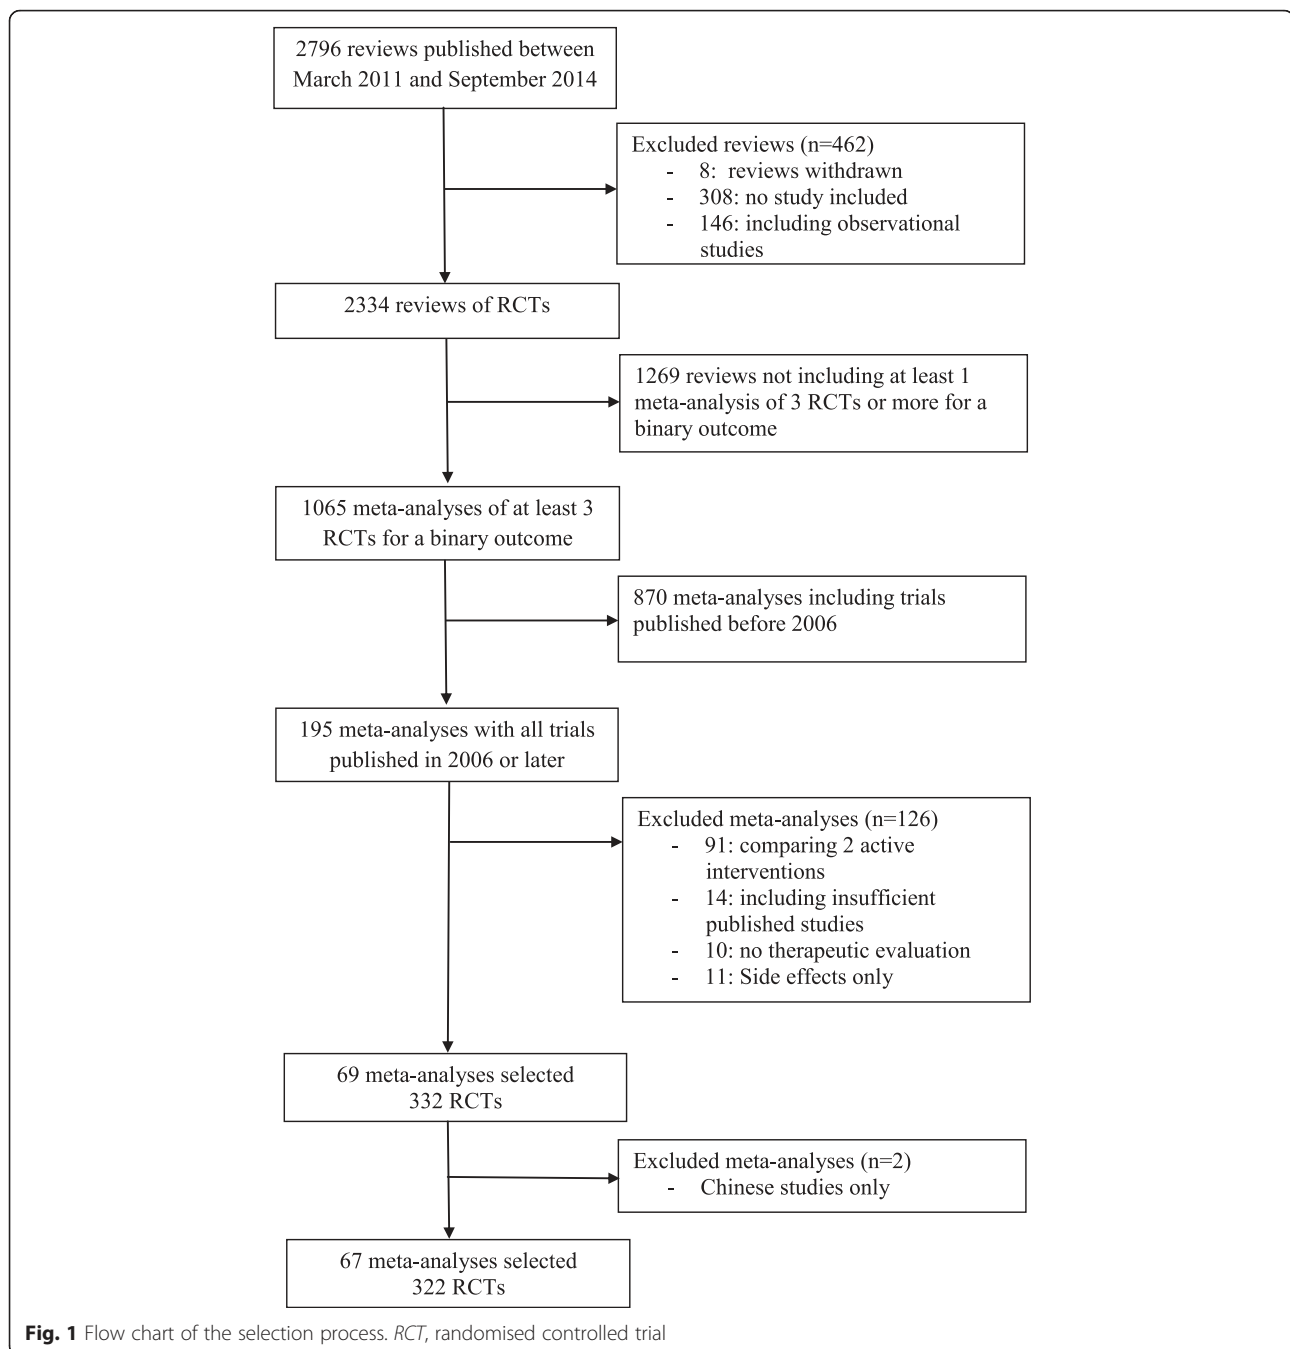 2796 reviews published between
March 2011 and September 2014
Excluded reviews (n=462)
- 8: reviews withdrawn
- 308: no study included
- 146: including observational
studies
2334 reviews of RCTs
1269 reviews not including at least 1
meta-analysis of 3 RCTs or more for a
binary outcome
1065 meta-analyses of at least 3
RCTs for a binary outcome
870 meta-analyses including trials
published before 2006
195 meta-analyses with all trials
published in 2006 or later
Excluded meta-analyses (n=126)
- 91: comparing 2 active
interventions
- 14: including insufficient
published studies
- 10: no therapeutic evaluation
- 11: Side effects only
69 meta-analyses selected
332 RCTs
Excluded meta-analyses (n=2)
- Chinese studies only
67 meta-analyses selected
322 RCTs
Fig. 1 Flow chart of the selection process. RCT, randomised controlled trial